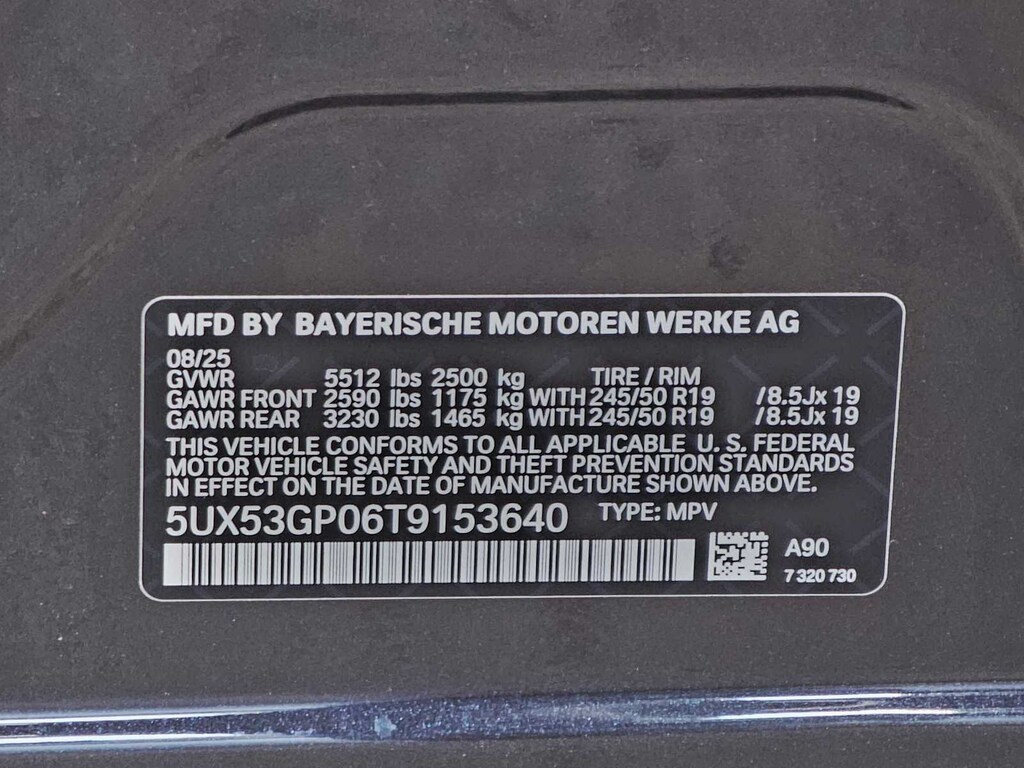 MFD BY BAYERISCHE MOTOREN WERKE AG
08/25
GVWR 5512 lbs 2500 kg TIRE / RIM
GAWR FRONT 2590 lbs 1175 kg WITH 245/50 R19 /8.5Jx 19
GAWR REAR 3230 lbs 1465 kg WITH 245/50 R19 /8.5Jx 19
THIS VEHICLE CONFORMS TO ALL APPLICABLE U. S. FEDERAL
MOTOR VEHICLE SAFETY AND THEFT PREVENTION STANDARDS
IN EFFECT ON THE DATE OF MANUFACTURE SHOWN ABOVE.
5UX53GP06T9153640 TYPE: MPV
A90
7 320 730